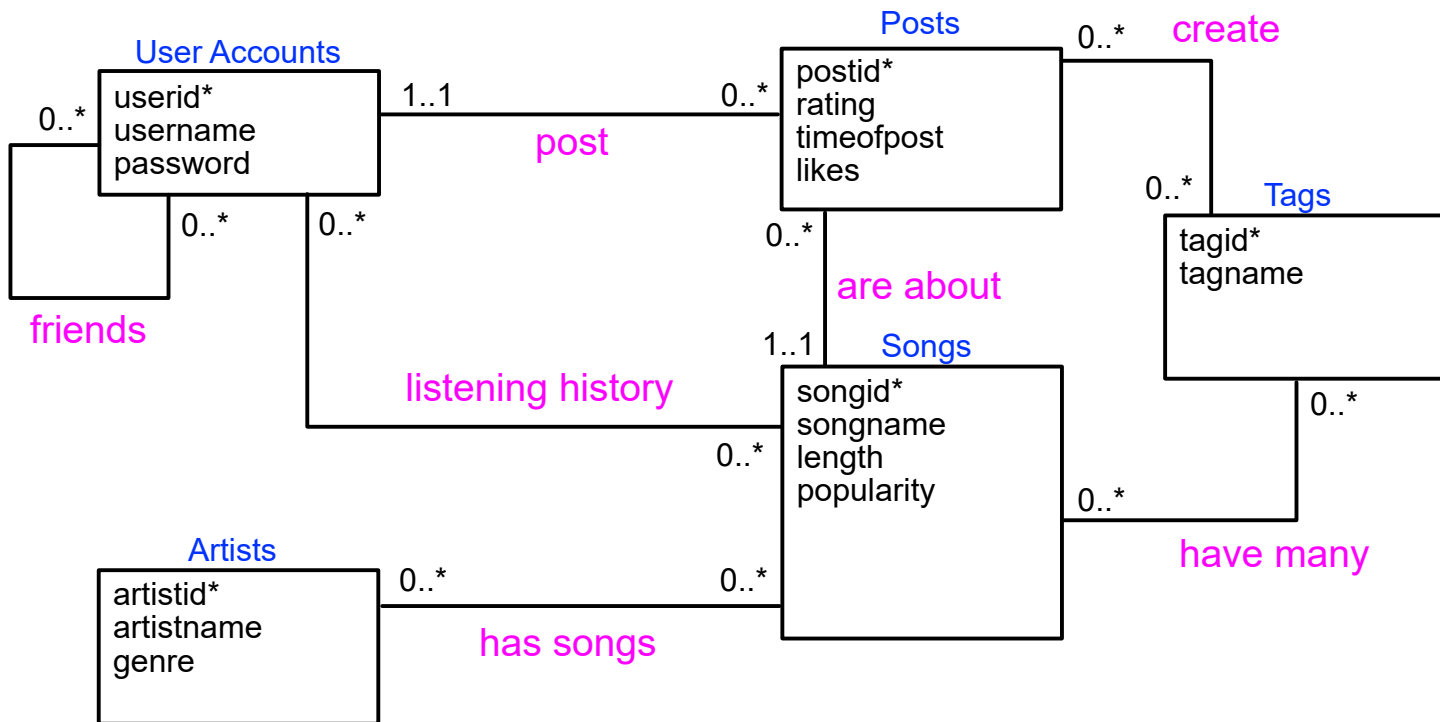 User Accounts
userid*
username
password
0..*
0..*
friends
1..1
0..*
post
Posts
postid*
rating
timeofpost
likes
0..*
create
0..*
Tags
tagid*
tagname
0..*
are about
1..1
0..*
listening history
0..*
Songs
songid*
songname
length
popularity
0..*
0..*
have many
Artists
artistid*
artistname
genre
0..*
0..*
has songs